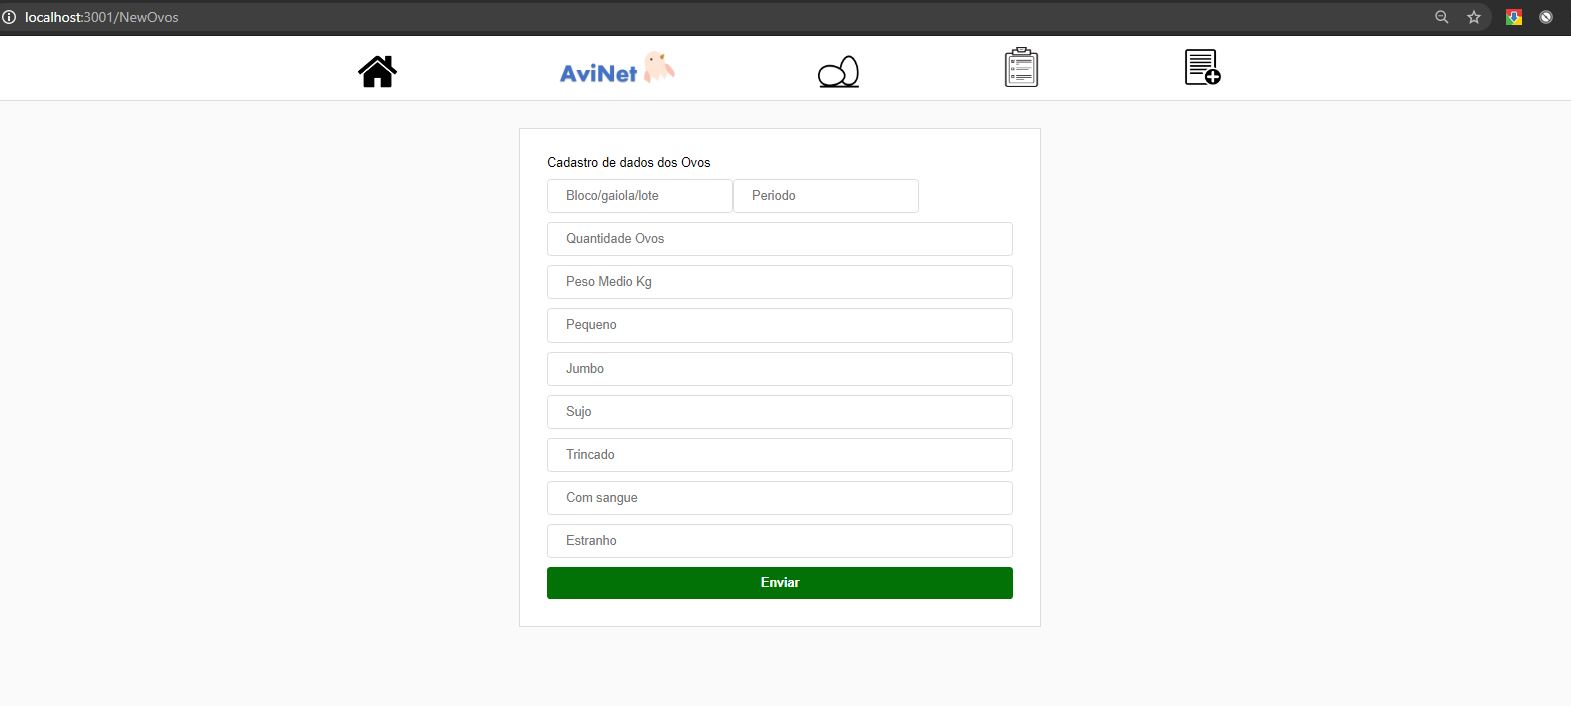 localhost:3001/NewOvos
AviNet
Cadastro de dados dos Ovos
Bloco/gaiola/lote Periodo
Quantidade Ovos
Peso Medio Kg
Pequeno
Jumbo
Sujo
Trincado
Com sangue
Estranho
Enviar